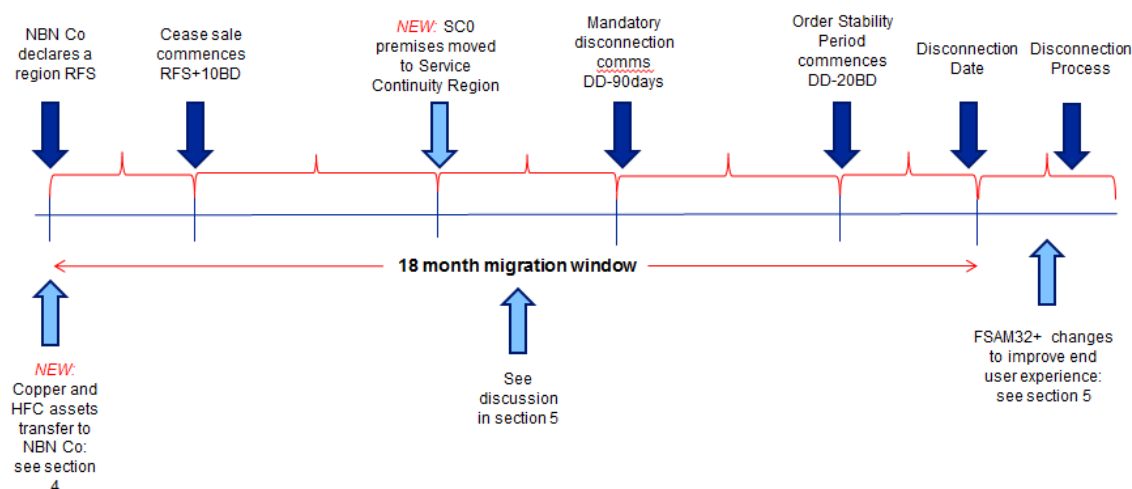 NBN Co
declares a
region RFS
Cease sale
commences
RFS+10BD
NEW: SC0
premises moved
to Service
Continuity Region
Mandatory
disconnection
comms
DD-90days
Order Stability
Period
commences
DD-20BD
Disconnection
Date
Disconnection
Process
18 month migration window
NEW:
Copper and
HFC assets
transfer to
NBN Co:
see section
4
See
discussion
in section 5
FSAM32+ changes
to improve end
user experience:
see section 5